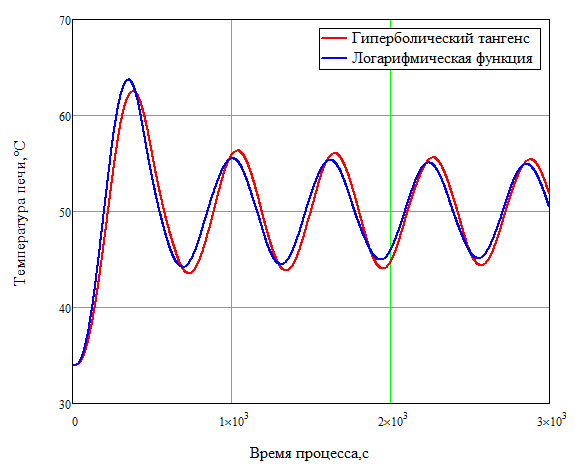 70
Гиперболический тангенс
Логарифмическая функция
60
Температура печи,°C
50
40
30
0
1×10³
2×10³
3×10³
Время процесса,с